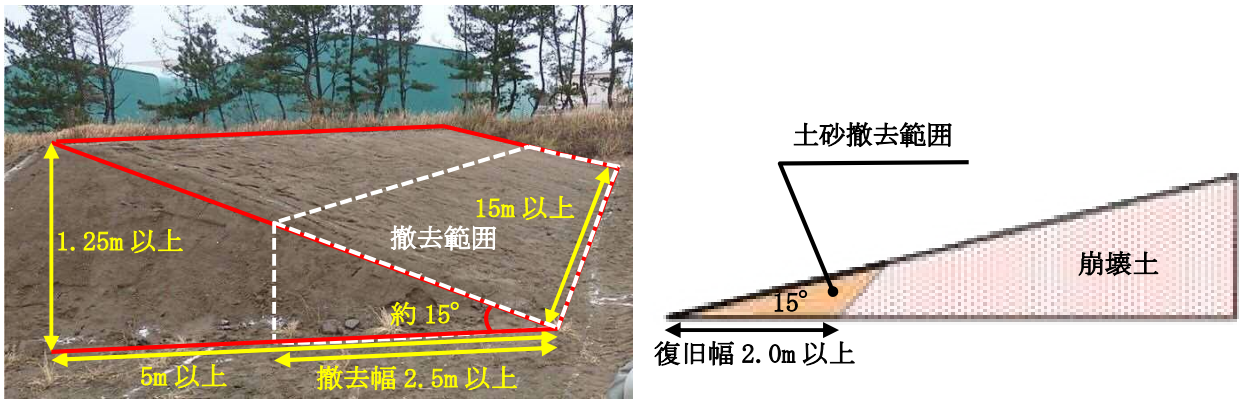 1.25m 以上
15m 以上
撤去範囲
約 15°
5m 以上
撤去幅 2.5m 以上
土砂撤去範囲
崩壊土
15°
復旧幅 2.0m 以上